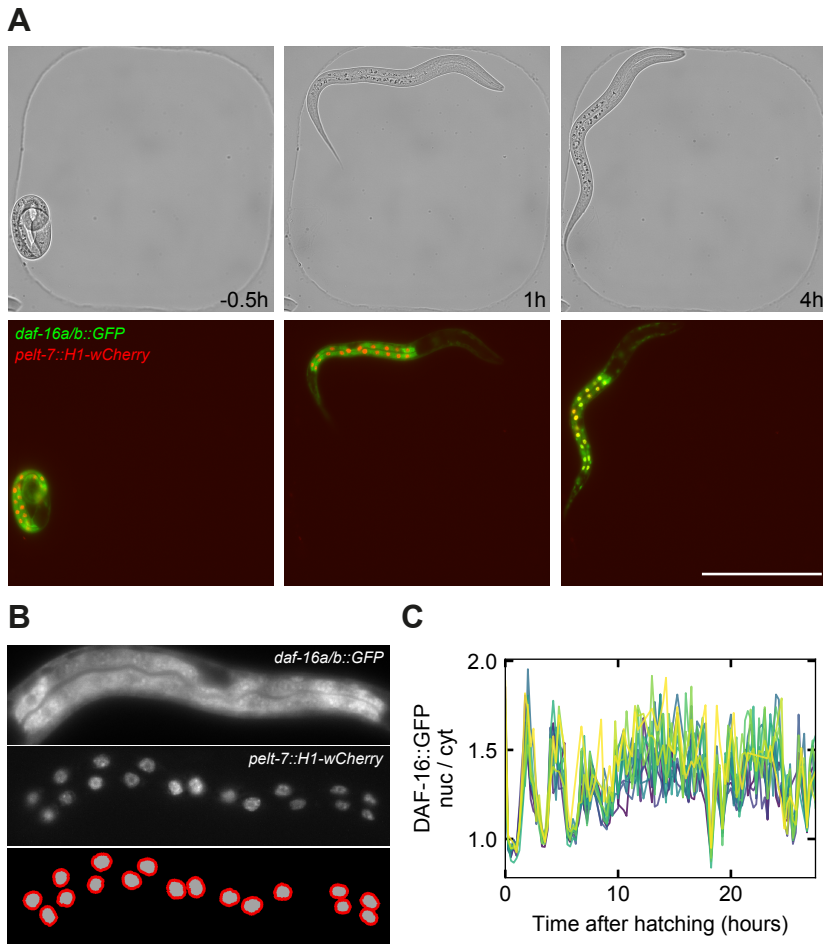 A
-0.5h
1h
4h
daf-16a/b::GFP
pelt-7::H1-wCherry
B
daf-16a/b::GFP
pelt-7::H1-wCherry
C
2.0
1.5
1.0
0
10
20
DAF-16::GFP
nuc / cyt
Time after hatching (hours)